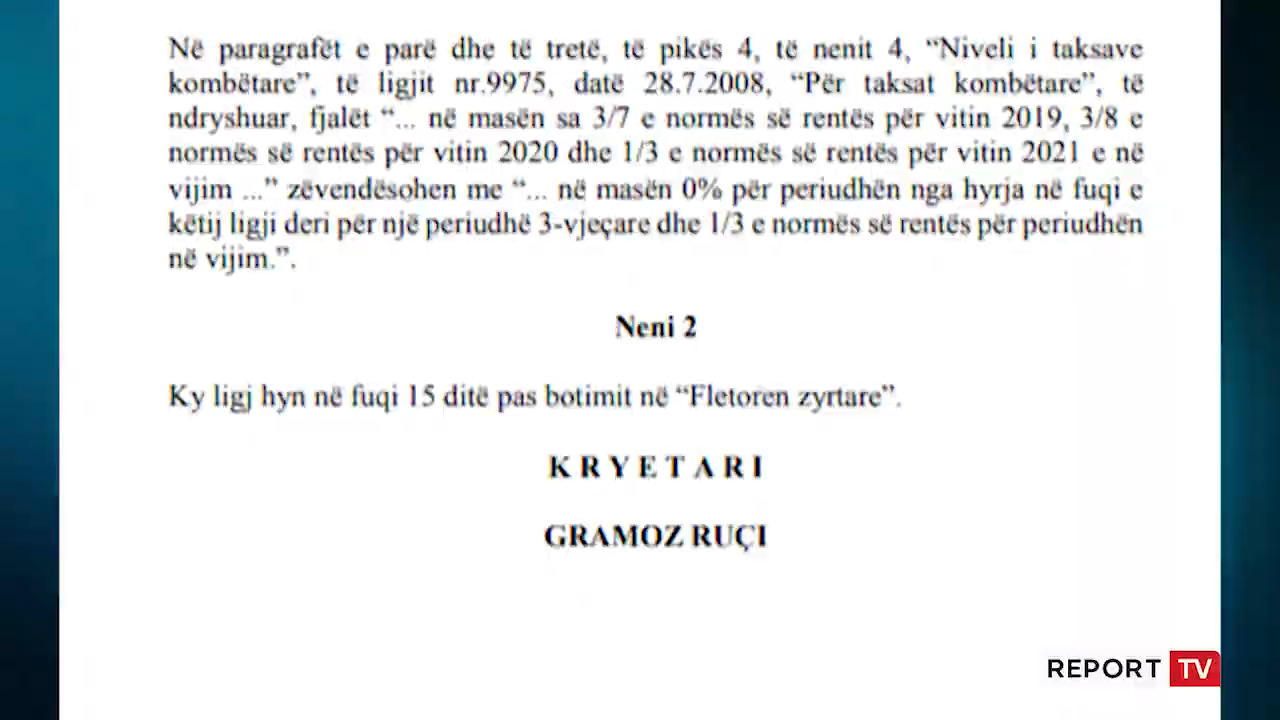 Në paragrafët e parë dhe të tretë, të pikës 4, të nenit 4, “Niveli i taksave
kombëtare”, të ligjit nr.9975, datë 28.7.2008, “Për taksat kombëtare”, të
ndryshuar, fjalët “... në masën sa 3/7 e normës së rentës për vitin 2019, 3/8 e
normës së rentës për vitin 2020 dhe 1/3 e normës së rentës për vitin 2021 e në
vijim ...” zëvendësohen me “... në masën 0% për periudhën nga hyrja në fuqi e
këtij ligji deri për një periudhë 3-vjeçare dhe 1/3 e normës së rentës për periudhën
në vijim.”.
Neni 2
Ky ligj hyn në fuqi 15 ditë pas botimit në “Fletoren zyrtare”.
K R Y E T A R I
GRAMOZ RUÇI
REPORT TV